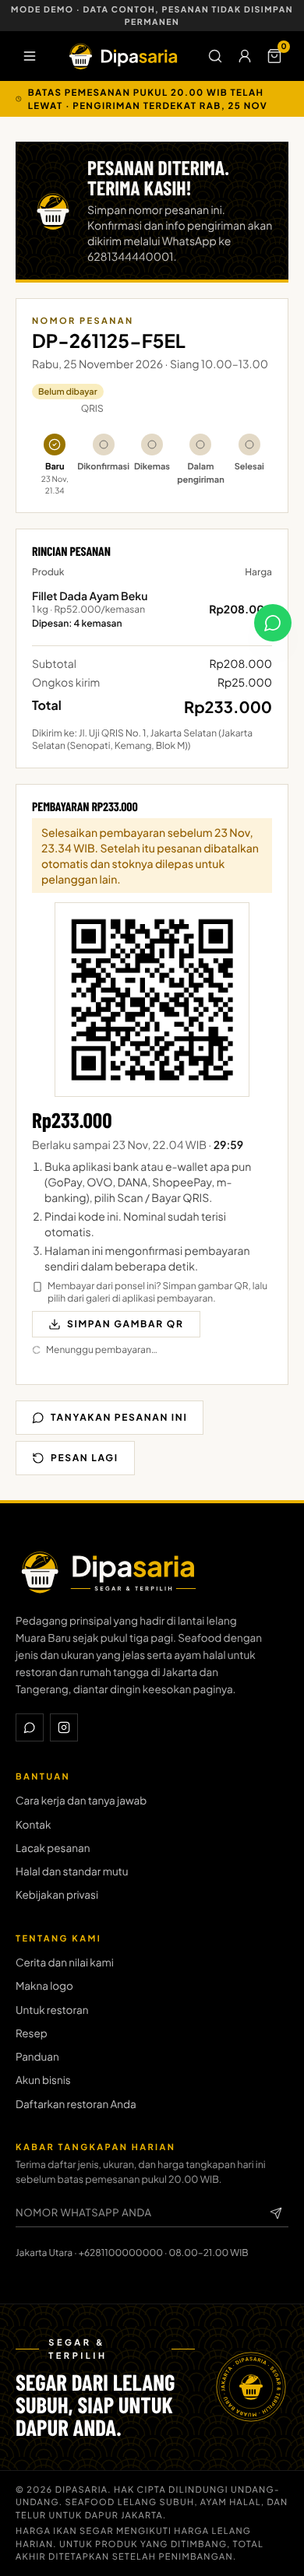 MODE DEMO · DATA CONTOH, PESANAN TIDAK DISIMPAN
PERMANEN
Dipasaria
0
BATAS PEMESANAN PUKUL 20.00 WIB TELAH
LEWAT · PENGIRIMAN TERDEKAT RAB, 25 NOV
PESANAN DITERIMA.
TERIMA KASIH!
Simpan nomor pesanan ini.
Konfirmasi dan info pengiriman akan
dikirim melalui WhatsApp ke
6281344440001.
NOMOR PESANAN
DP-261125-F5EL
Rabu, 25 November 2026 · Siang 10.00–13.00
Belum dibayar
QRIS
Baru
23 Nov,
21.34
Dikonfirmasi
Dikemas
Dalam
pengiriman
Selesai
RINCIAN PESANAN
Produk
Harga
Fillet Dada Ayam Beku
1 kg · Rp52.000/kemasan
Rp208.00
Dipesan: 4 kemasan
Subtotal
Rp208.000
Ongkos kirim
Rp25.000
Total
Rp233.000
Dikirim ke: Jl. Uji QRIS No. 1, Jakarta Selatan (Jakarta
Selatan (Senopati, Kemang, Blok M))
PEMBAYARAN RP233.000
Selesaikan pembayaran sebelum 23 Nov,
23.34 WIB. Setelah itu pesanan dibatalkan
otomatis dan stoknya dilepas untuk
pelanggan lain.
Rp233.000
Berlaku sampai 23 Nov, 22.04 WIB · 29:59
1. Buka aplikasi bank atau e-wallet apa pun
(GoPay, OVO, DANA, ShopeePay, m-
banking), pilih Scan / Bayar QRIS.
2. Pindai kode ini. Nominal sudah terisi
otomatis.
3. Halaman ini mengonfirmasi pembayaran
sendiri dalam beberapa detik.
Membayar dari ponsel ini? Simpan gambar QR, lalu
pilih dari galeri di aplikasi pembayaran.
SIMPAN GAMBAR QR
Menunggu pembayaran…
TANYAKAN PESANAN INI
PESAN LAGI
Dipasaria
SEGAR & TERPILIH
Pedagang prinsipal yang hadir di lantai lelang
Muara Baru sejak pukul tiga pagi. Seafood dengan
jenis dan ukuran yang jelas serta ayam halal untuk
restoran dan rumah tangga di Jakarta dan
Tangerang, diantar dingin keesokan paginya.
BANTUAN
Cara kerja dan tanya jawab
Kontak
Lacak pesanan
Halal dan standar mutu
Kebijakan privasi
TENTANG KAMI
Cerita dan nilai kami
Makna logo
Untuk restoran
Resep
Panduan
Akun bisnis
Daftarkan restoran Anda
KABAR TANGKAPAN HARIAN
Terima daftar jenis, ukuran, dan harga tangkapan hari ini
sebelum batas pemesanan pukul 20.00 WIB.
NOMOR WHATSAPP ANDA
Jakarta Utara · +6281100000000 · 08.00–21.00 WIB
SEGAR &
TERPILIH
SEGAR DARI LELANG
SUBUH, SIAP UNTUK
DAPUR ANDA.
© 2026 DIPASARIA. HAK CIPTA DILINDUNGI UNDANG-
UNDANG. SEAFOOD LELANG SUBUH, AYAM HALAL, DAN
TELUR UNTUK DAPUR JAKARTA.
HARGA IKAN SEGAR MENGIKUTI HARGA LELANG
HARIAN. UNTUK PRODUK YANG DITIMBANG, TOTAL
AKHIR DITETAPKAN SETELAH PENIMBANGAN.